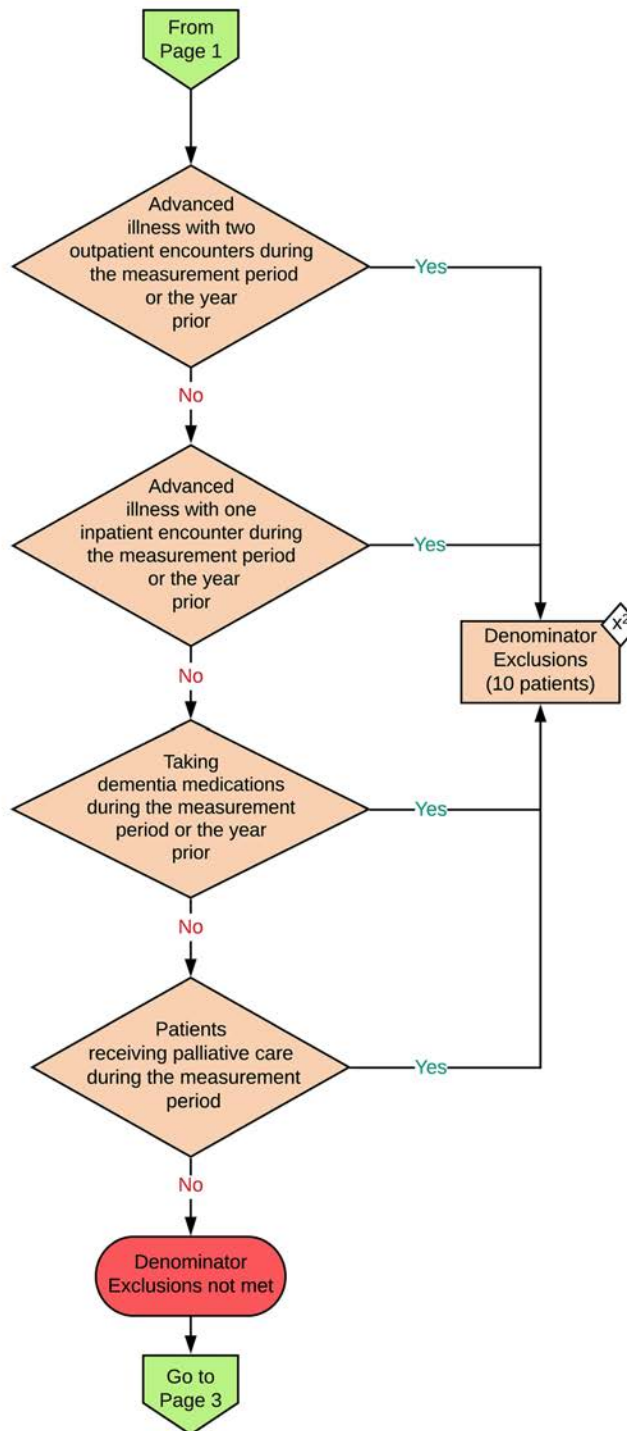 From
Page 1
Advanced
illness with two
outpatient encounters during
the measurement period
or the year
prior
Yes
No
Advanced
illness with one
inpatient encounter during
the measurement period
or the year
prior
Yes
x²
Denominator
Exclusions
(10 patients)
No
Taking
dementia medications
during the measurement
period or the year
prior
Yes
No
Patients
receiving palliative care
during the measurement
period
Yes
No
Denominator
Exclusions not met
Go to
Page 3